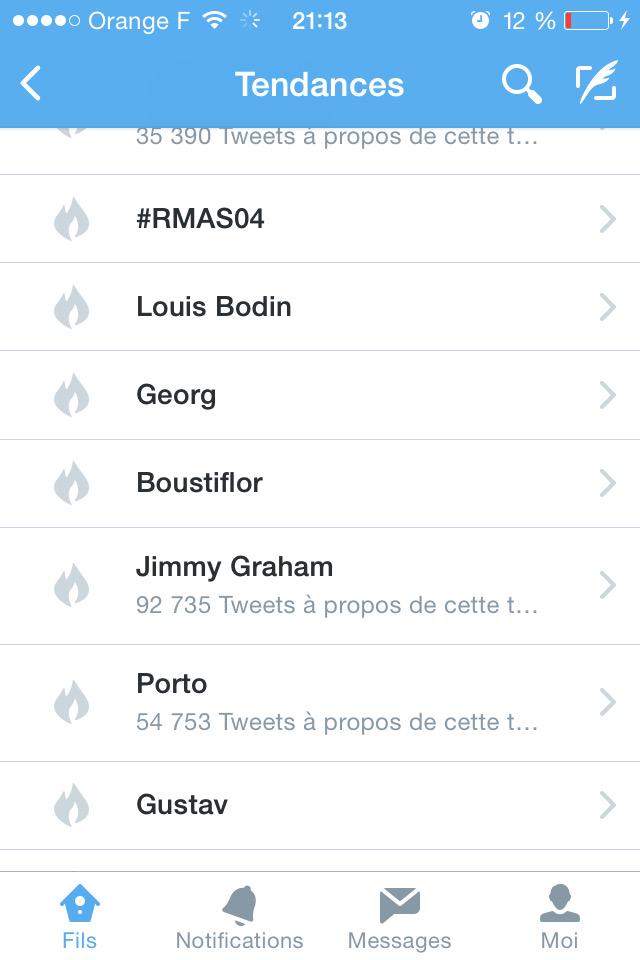 Orange F 21:13 12 %
Tendances
35 390 Tweets à propos de cette t...
#RMAS04
Louis Bodin
Georg
Boustiflor
Jimmy Graham
92 735 Tweets à propos de cette t...
Porto
54 753 Tweets à propos de cette t...
Gustav
Fils Notifications Messages Moi